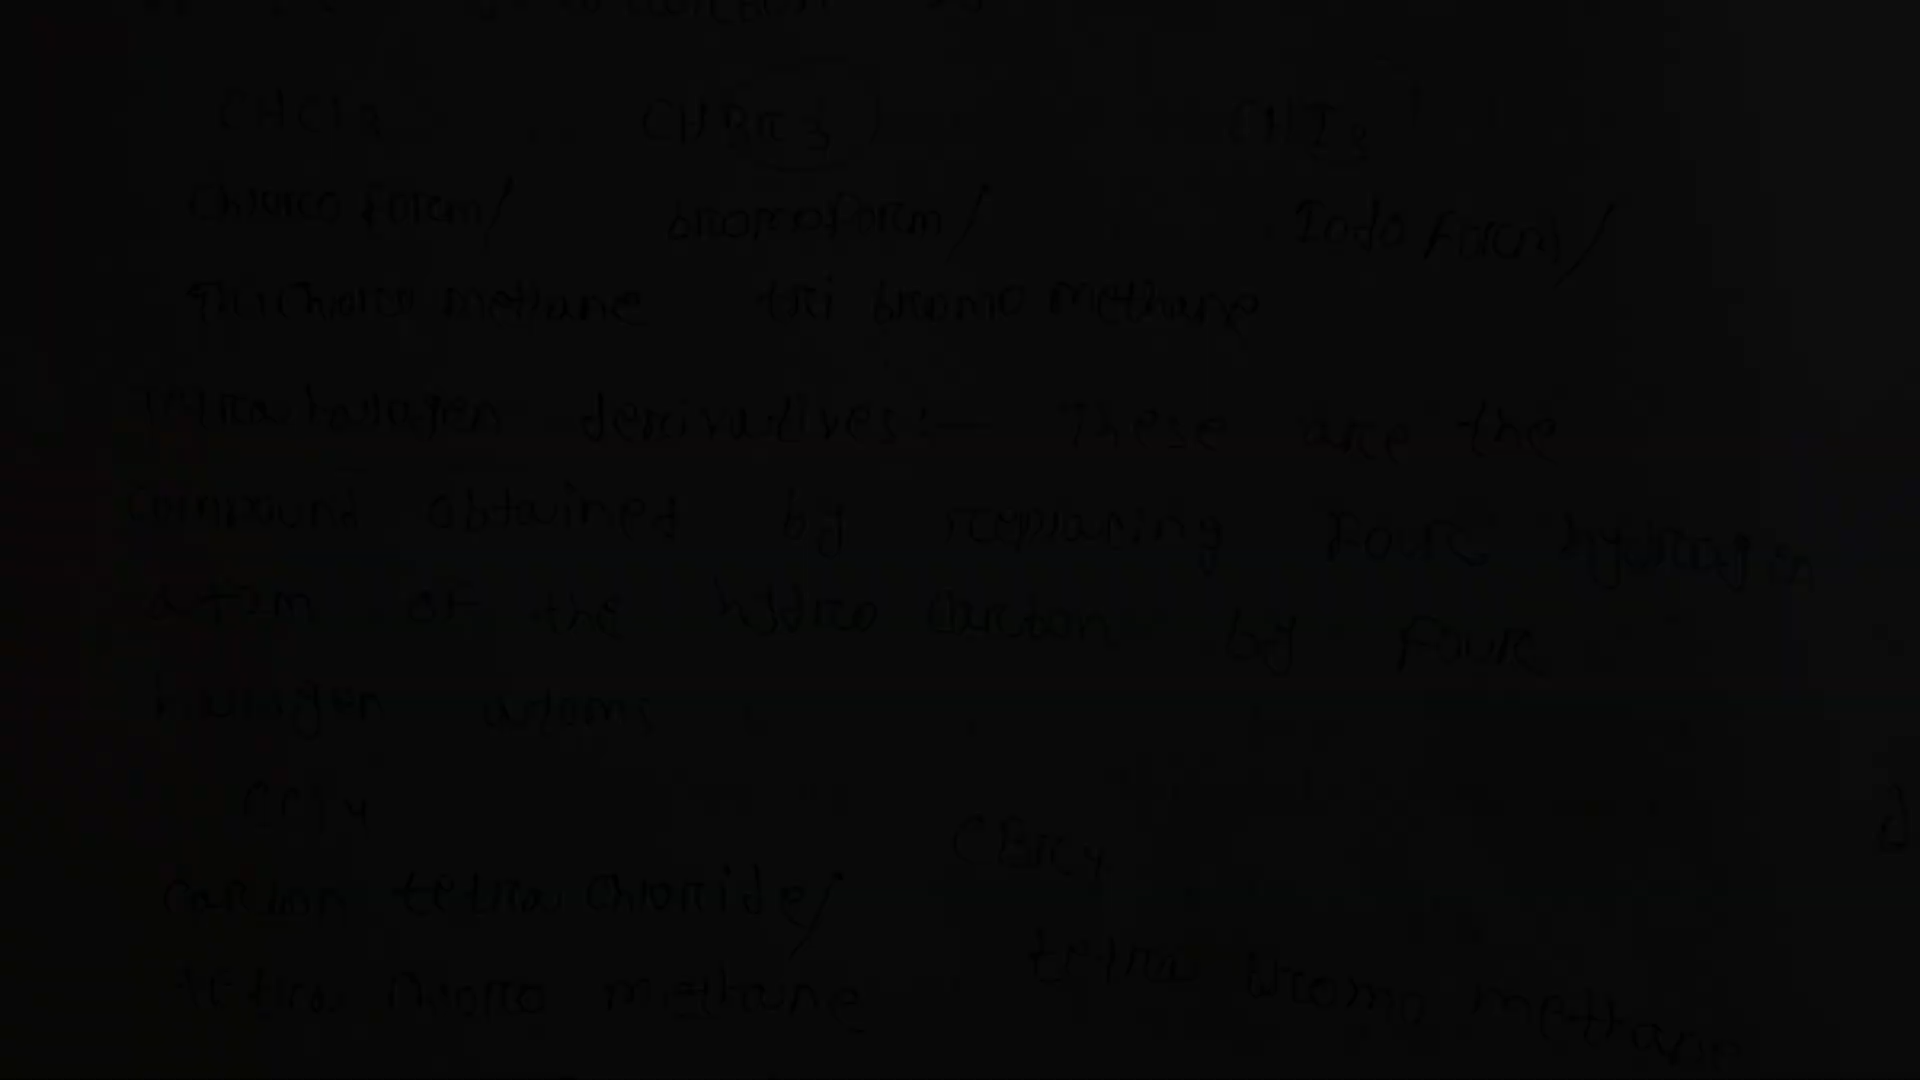 CHCl3 CHBr3 CHI3
Chloroform/ bromoform/ Iodoform/
Trichloro methane tri bromo methane
Tetra halogen derivatives:— These are the
compound obtained by replacing Four hydrogen
atom of the hydro Carbon by Four
halogen atoms
CCl4 CBr4
Carbon tetra Chloride/
tetra Chloro methane tetra bromo methane